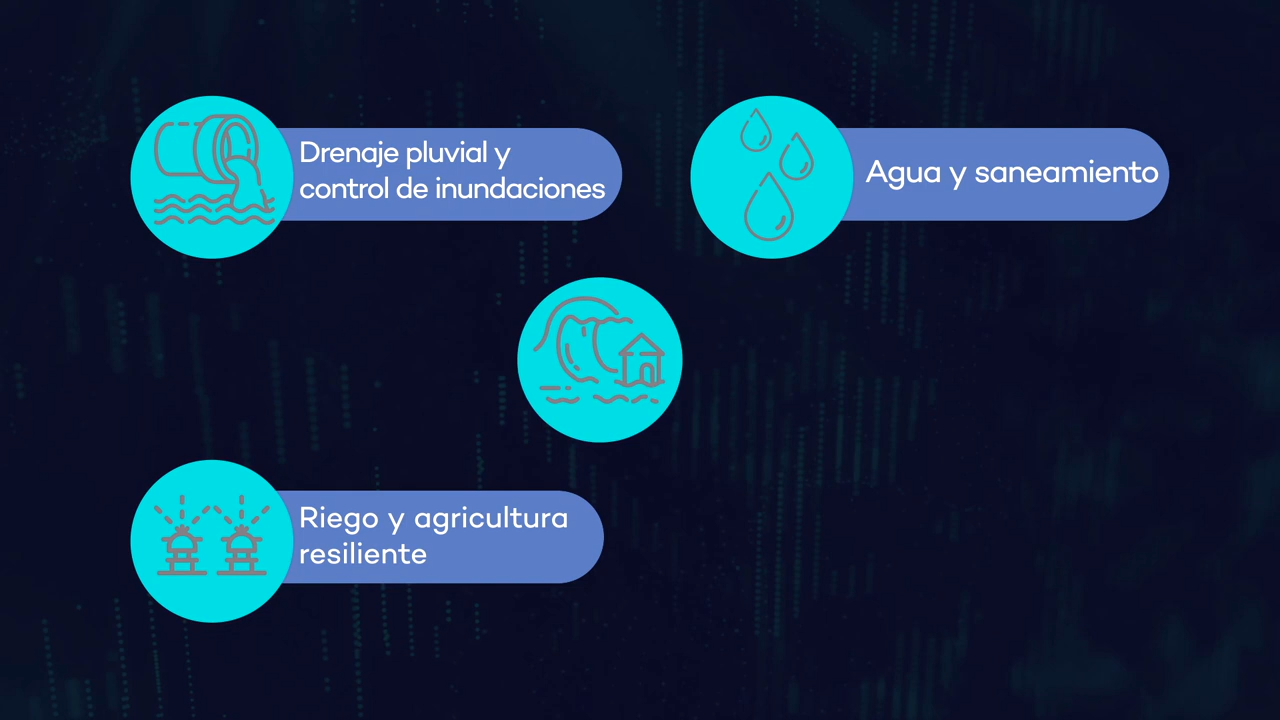 Drenaje pluvial y
control de inundaciones
Agua y saneamiento
Riego y agricultura
resiliente